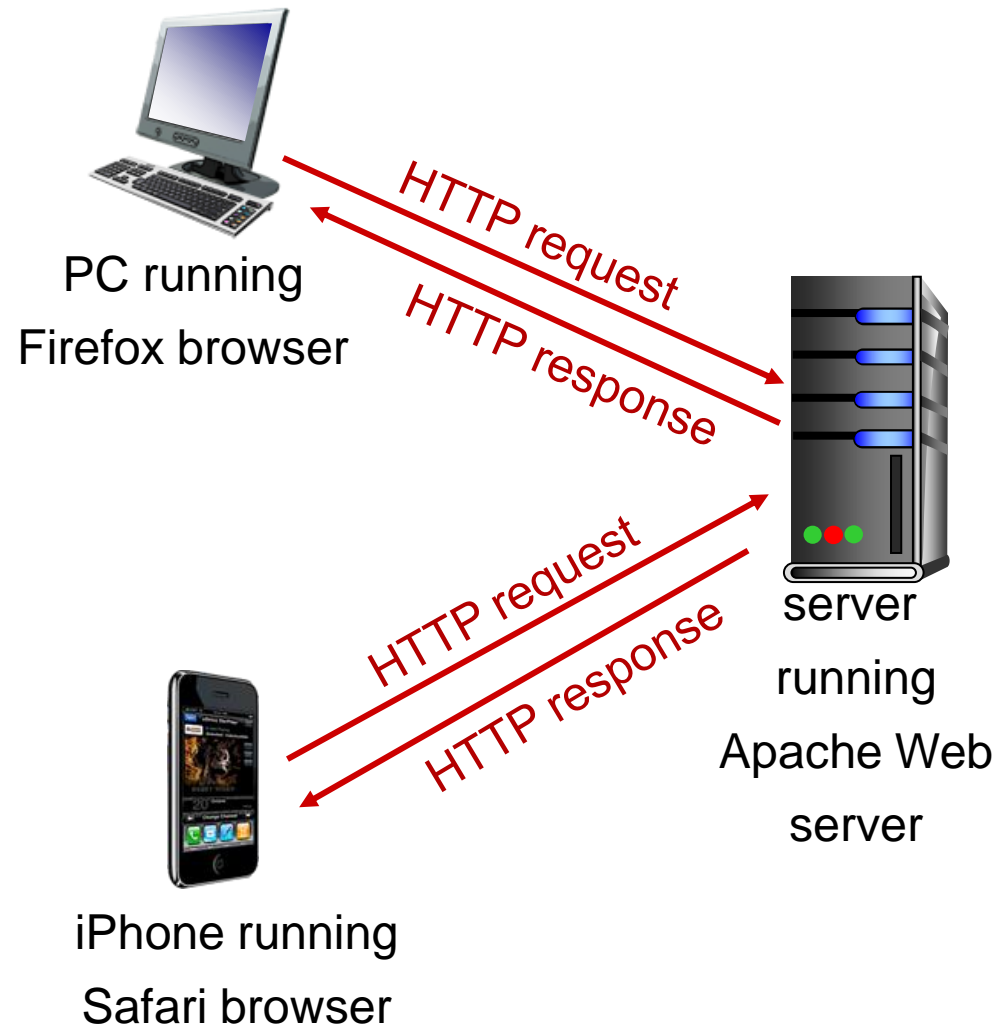 HTTP request
HTTP response
PC running
Firefox browser
HTTP request
HTTP response
server
running
Apache Web
server
iPhone running
Safari browser